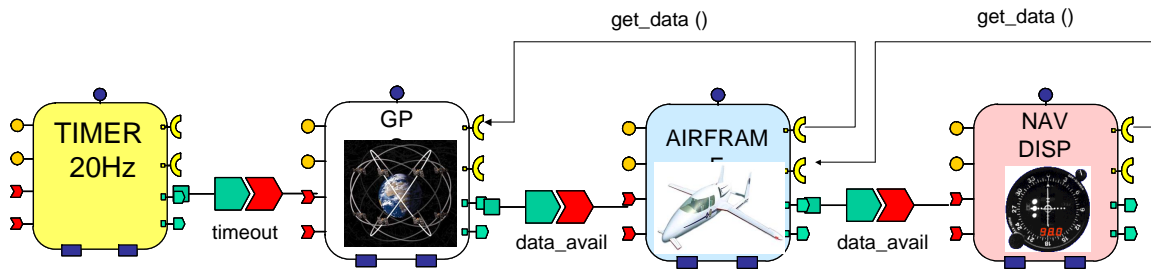 get_data ()
get_data ()
TIMER
20Hz
GP
AIRFRAM
NAV
DISP
timeout
data_avail
data_avail